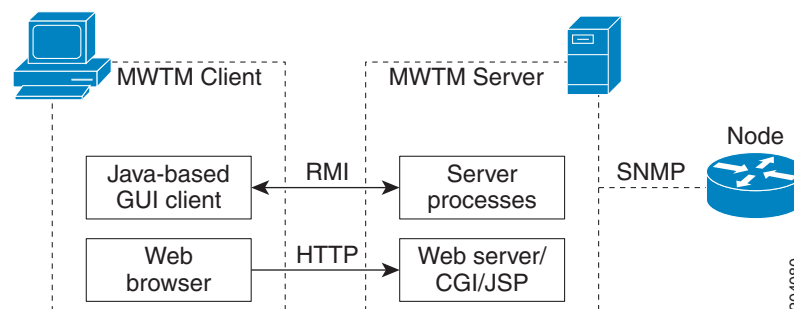 MWTM Client
MWTM Server
Node
Java-based
GUI client
RMI
Server
processes
SNMP
Web
browser
HTTP
Web server/
CGI/JSP